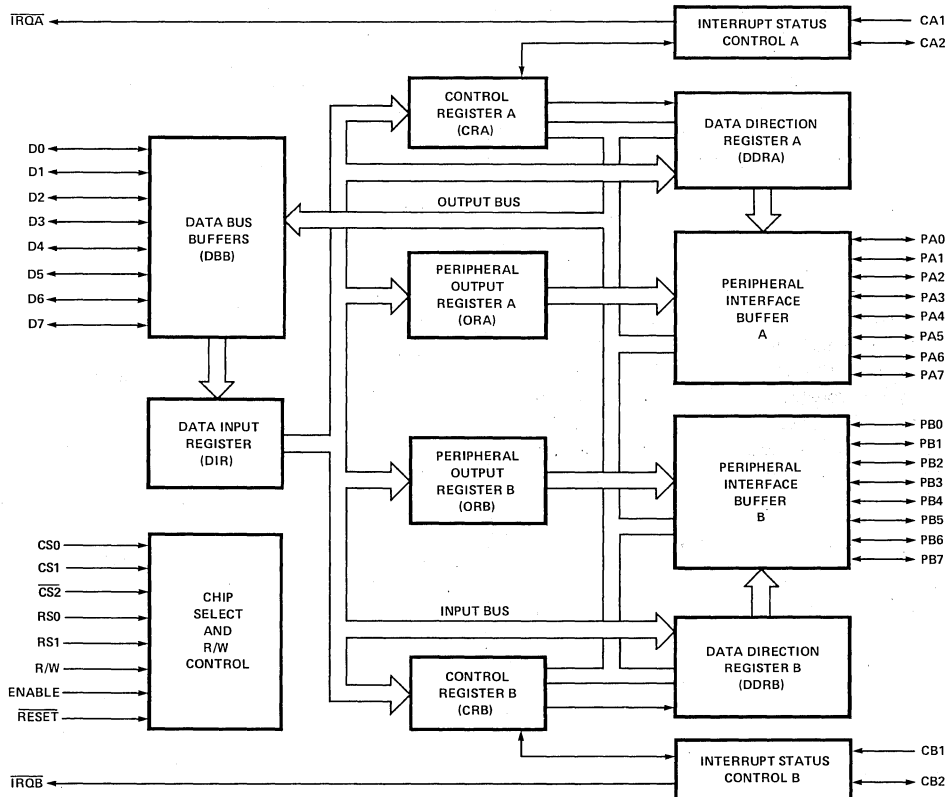 IRQA
INTERRUPT STATUS
CONTROL A
CA1
CA2
CONTROL
REGISTER A
(CRA)
DATA DIRECTION
REGISTER A
(DDRA)
D0
D1
D2
D3
D4
D5
D6
D7
DATA BUS
BUFFERS
(DBB)
OUTPUT BUS
PERIPHERAL
OUTPUT
REGISTER A
(ORA)
PERIPHERAL
INTERFACE
BUFFER
A
PA0
PA1
PA2
PA3
PA4
PA5
PA6
PA7
DATA INPUT
REGISTER
(DIR)
PERIPHERAL
OUTPUT
REGISTER B
(ORB)
PERIPHERAL
INTERFACE
BUFFER
B
PB0
PB1
PB2
PB3
PB4
PB5
PB6
PB7
CS0
CS1
CS2
RS0
RS1
R/W
ENABLE
RESET
CHIP
SELECT
AND
R/W
CONTROL
INPUT BUS
DATA DIRECTION
REGISTER B
(DDRB)
CONTROL
REGISTER B
(CRB)
IRQB
INTERRUPT STATUS
CONTROL B
CB1
CB2